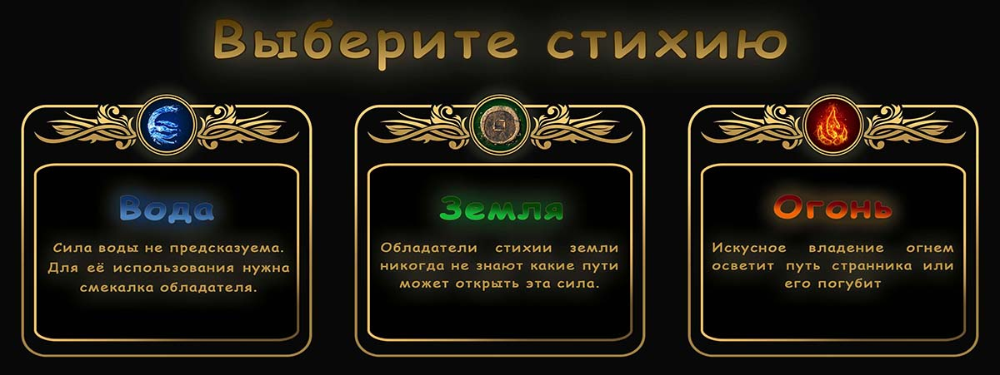 Выберите стихию
Вода
Сила воды не предсказуема.
Для её использования нужна
смекалка обладателя.
Земля
Обладатели стихии земли
никогда не знают какие пути
может открыть эта сила.
Огонь
Искусное владение огнем
осветит путь странника или
его погубит